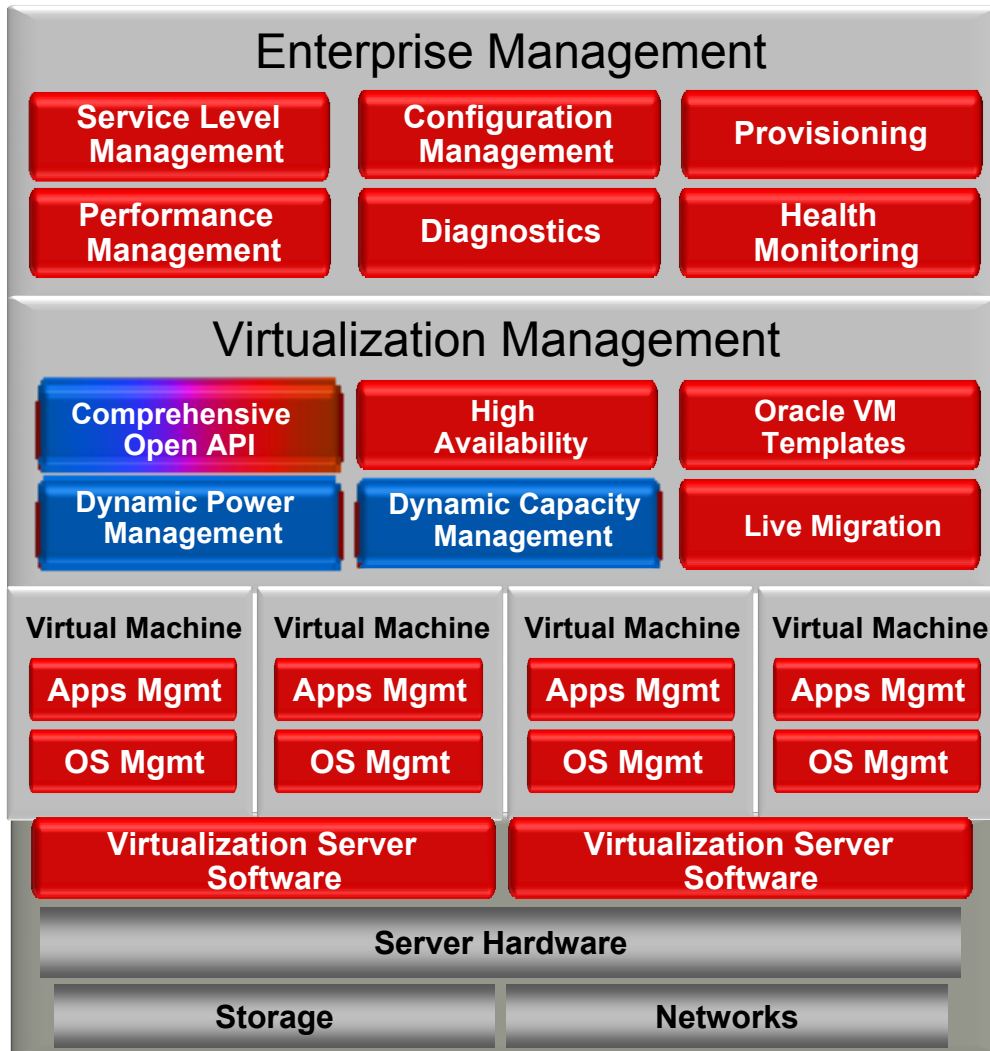 Enterprise Management
Service Level
Management
Configuration
Management
Provisioning
Performance
Management
Diagnostics
Health
Monitoring
Virtualization Management
Comprehensive
Open API
High
Availability
Oracle VM
Templates
Dynamic Power
Management
Dynamic Capacity
Management
Live Migration
Virtual Machine
Apps Mgmt
OS Mgmt
Virtual Machine
Apps Mgmt
OS Mgmt
Virtual Machine
Apps Mgmt
OS Mgmt
Virtual Machine
Apps Mgmt
OS Mgmt
Virtualization Server
Software
Virtualization Server
Software
Server Hardware
Storage
Networks